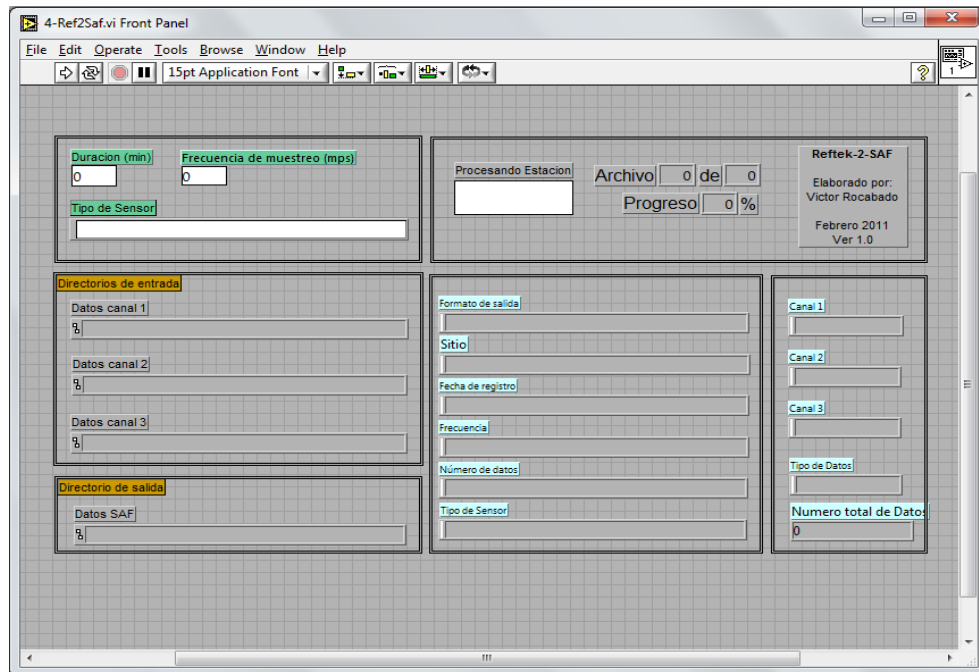 4-Ref2Saf.vi Front Panel
File Edit Operate Tools Browse Window Help
15pt Application Font
1
Duracion (min)
0
Frecuencia de muestreo (mps)
0
Tipo de Sensor
Procesando Estacion
Archivo 0 de 0
Progreso 0 %
Reftek-2-SAF
Elaborado por:
Victor Rocabado
Febrero 2011
Ver 1.0
Directorios de entrada
Datos canal 1
Datos canal 2
Datos canal 3
Directorio de salida
Datos SAF
Formato de salida
Sitio
Fecha de registro
Frecuencia
Número de datos
Tipo de Sensor
Canal 1
Canal 2
Canal 3
Tipo de Datos
Numero total de Datos
0